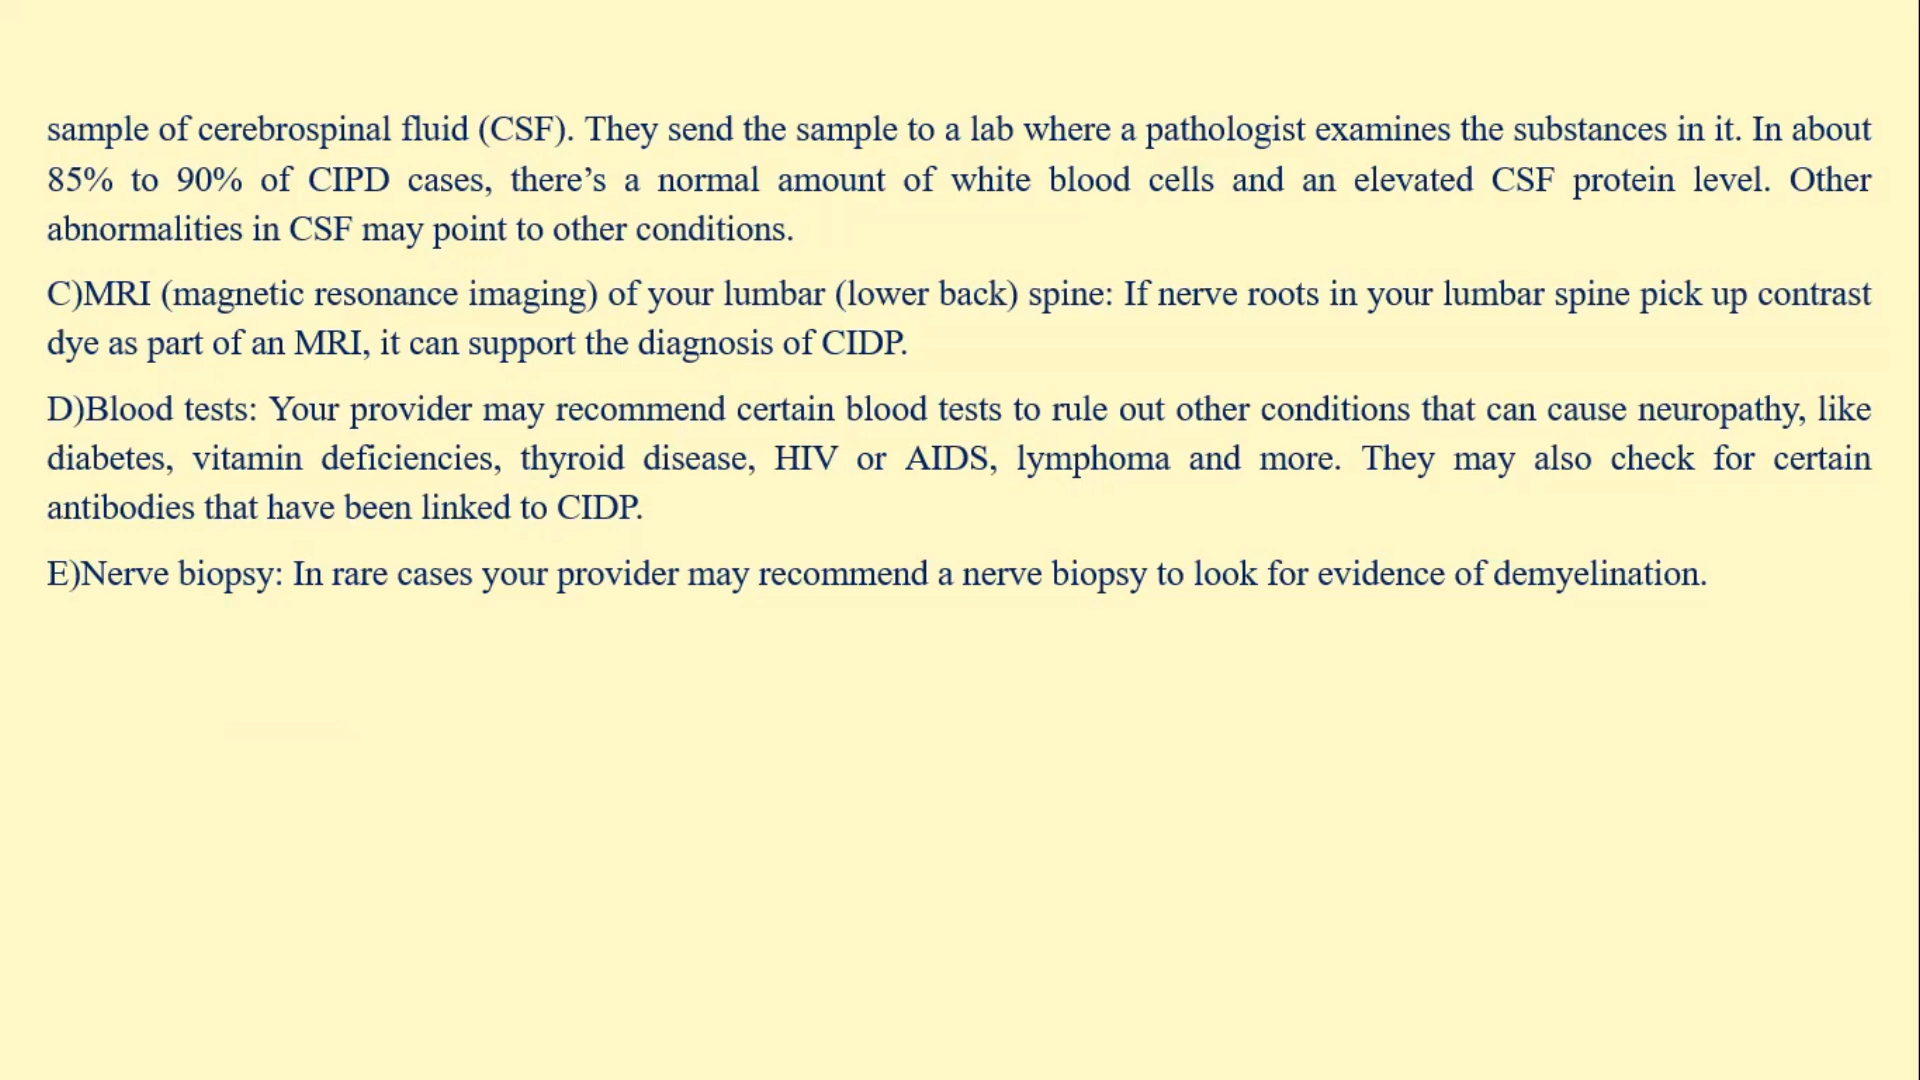 sample of cerebrospinal fluid (CSF). They send the sample to a lab where a pathologist examines the substances in it. In about
85% to 90% of CIPD cases, there’s a normal amount of white blood cells and an elevated CSF protein level. Other
abnormalities in CSF may point to other conditions.
C)MRI (magnetic resonance imaging) of your lumbar (lower back) spine: If nerve roots in your lumbar spine pick up contrast
dye as part of an MRI, it can support the diagnosis of CIDP.
D)Blood tests: Your provider may recommend certain blood tests to rule out other conditions that can cause neuropathy, like
diabetes, vitamin deficiencies, thyroid disease, HIV or AIDS, lymphoma and more. They may also check for certain
antibodies that have been linked to CIDP.
E)Nerve biopsy: In rare cases your provider may recommend a nerve biopsy to look for evidence of demyelination.